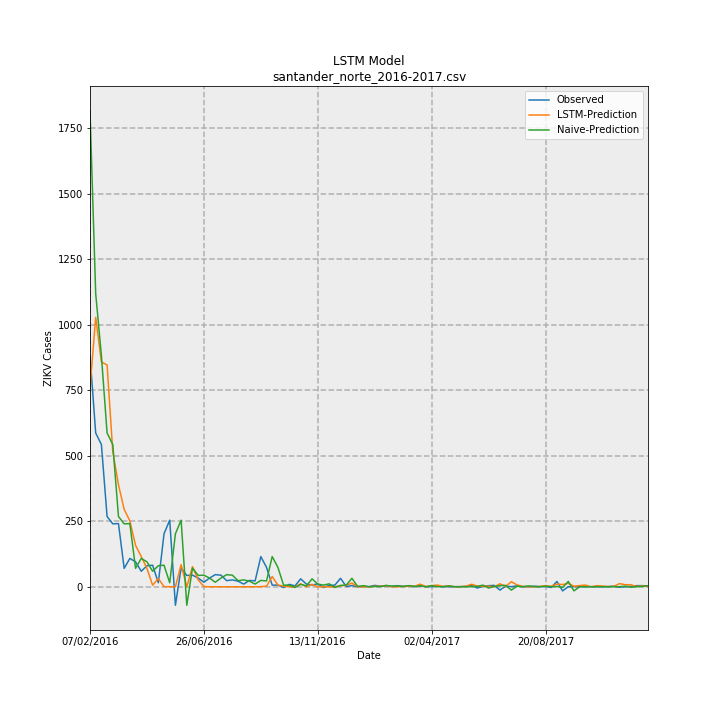 LSTM Model
santander_norte_2016-2017.csv
Observed
LSTM-Prediction
Naive-Prediction
ZIKV Cases
1750
1500
1250
1000
750
500
250
0
07/02/2016 26/06/2016 13/11/2016 02/04/2017 20/08/2017
Date